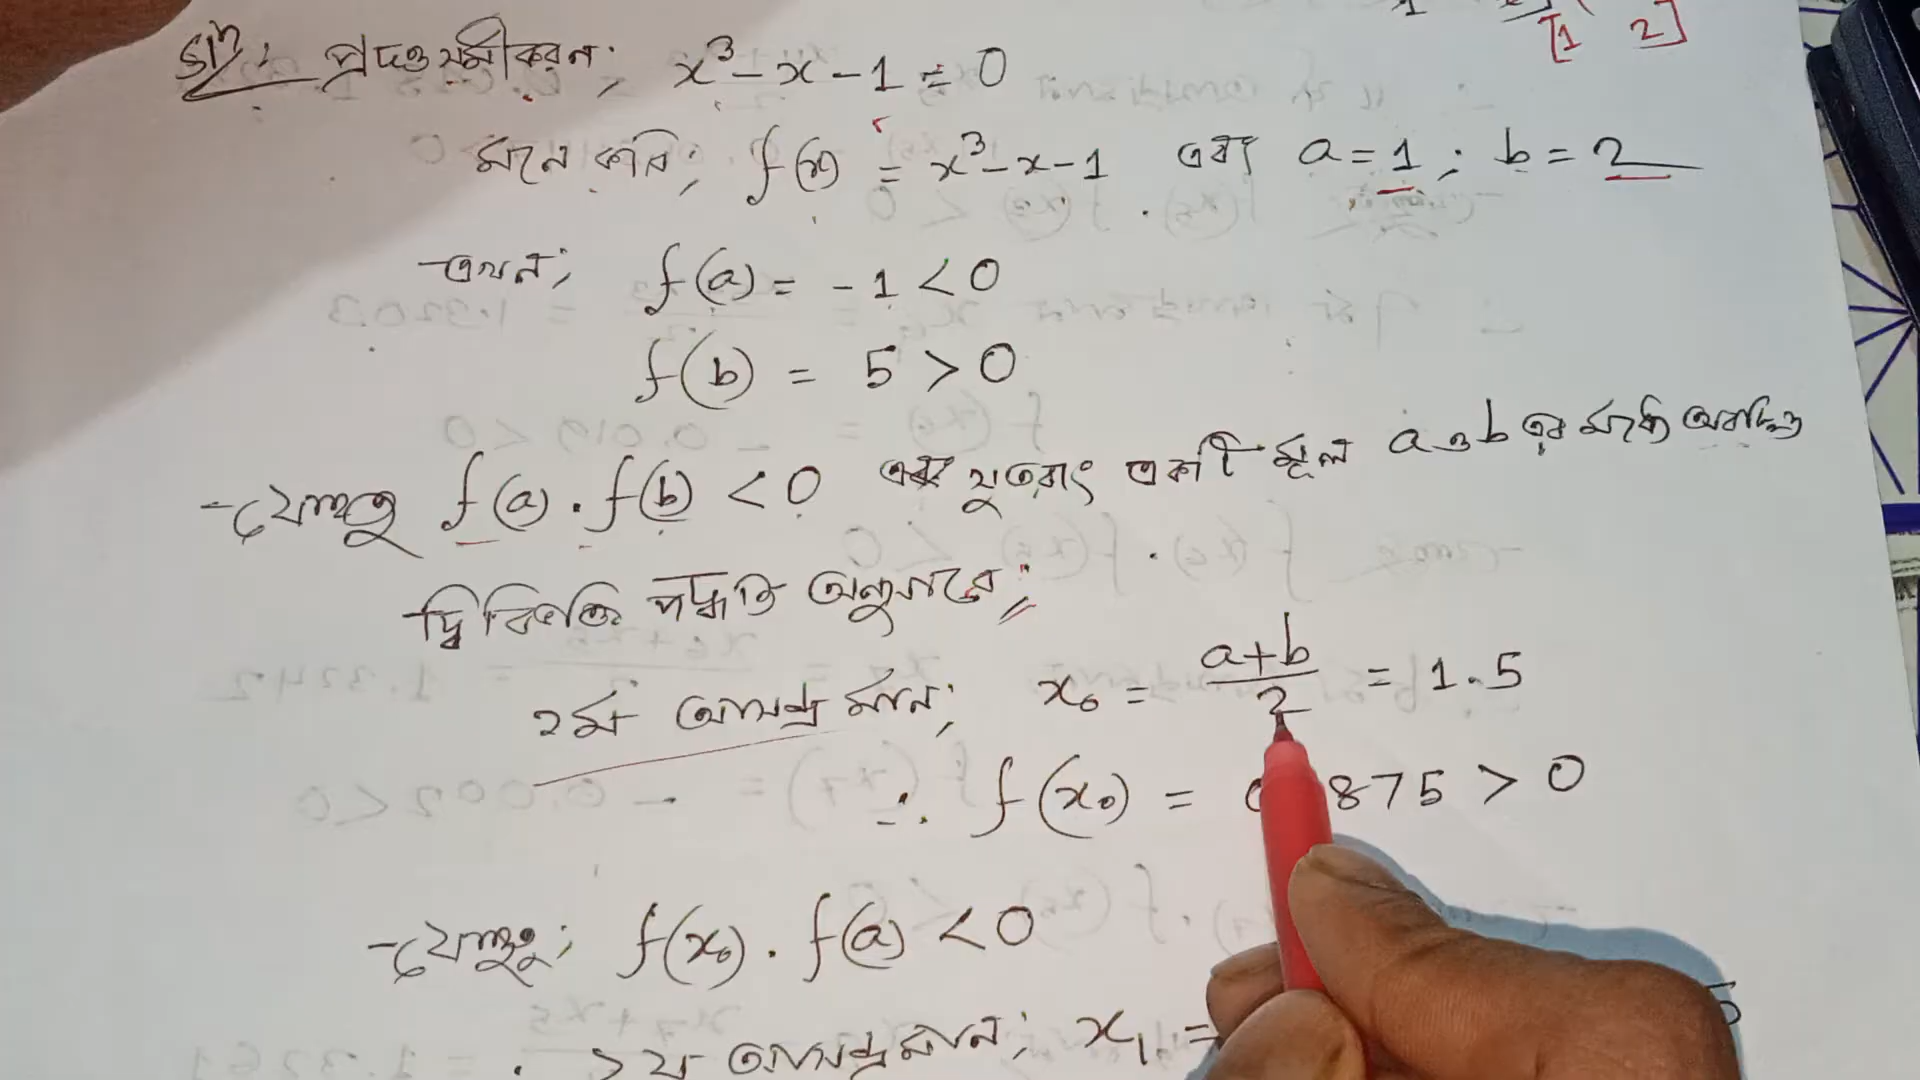 [1 2]
Slⁿ: প্রদত্ত সমীকরণ, x³ - x - 1 = 0
মনে করি, f(x) = x³ - x - 1 এবং a = 1 ; b = 2
এখন, f(a) = - 1 < 0
f(b) = 5 > 0
যেহেতু f(a) . f(b) < 0 এবং সুতরাং একটি মূল a ও b এর মধ্যে অবস্থিত
দ্বিবিভক্তি পদ্ধতি অনুসারে,
১ম আসন্ন মান, x₀ = a+b/2 = 1.5
∴ f(x₀) = 875 > 0
যেহেতু, f(x₀) . f(a) < 0
২য় আসন্ন মান, x₁ =